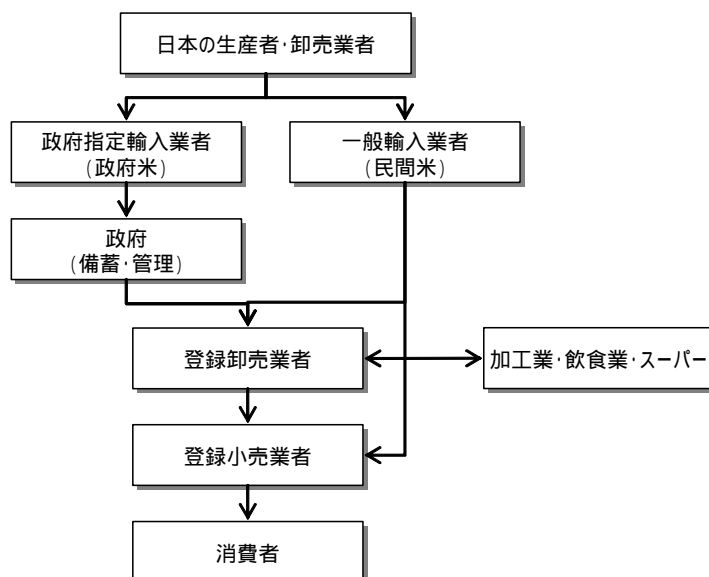 日本の生産者・卸売業者
政府指定輸入業者
(政府米)
一般輸入業者
(民間米)
政府
(備蓄・管理)
登録卸売業者
加工業・飲食業・スーパー
登録小売業者
消費者